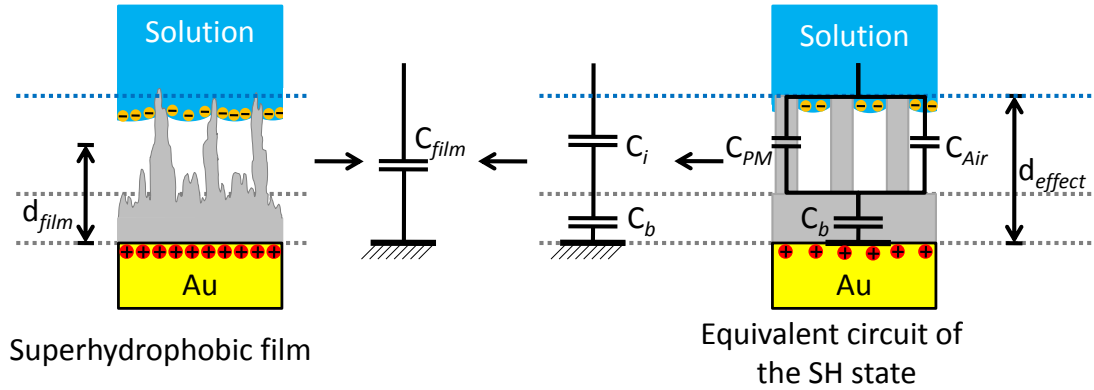 Solution
Solution
C_film
C_i
C_PM
C_Air
d_film
d_effect
C_b
C_b
Au
Au
Superhydrophobic film
Equivalent circuit of
the SH state